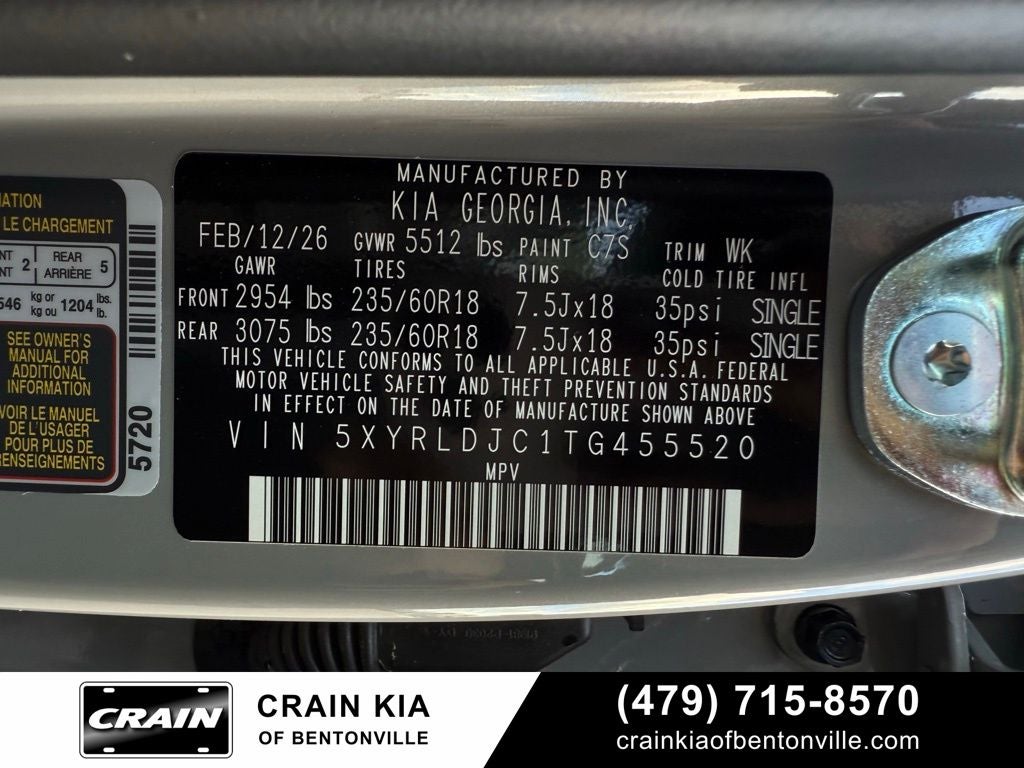 MANUFACTURED BY
KIA GEORGIA, INC.
FEB/12/26 GVWR 5512 lbs PAINT C7S TRIM WK
GAWR TIRES RIMS COLD TIRE INFL
FRONT 2954 lbs 235/60R18 7.5Jx18 35psi SINGLE
REAR 3075 lbs 235/60R18 7.5Jx18 35psi SINGLE
THIS VEHICLE CONFORMS TO ALL APPLICABLE U.S.A. FEDERAL
MOTOR VEHICLE SAFETY AND THEFT PREVENTION STANDARDS
IN EFFECT ON THE DATE OF MANUFACTURE SHOWN ABOVE
VIN 5XYRLDJC1TG455520
MPV
LE CHARGEMENT
2 REAR
ARRIÈRE 5
kg or
kg ou 1204 lbs.
lb.
SEE OWNER'S
MANUAL FOR
ADDITIONAL
INFORMATION
VOIR LE MANUEL
DE L'USAGER
POUR PLUS DE
RENSEIGNEMENTS
5720
CRAIN
CRAIN KIA
OF BENTONVILLE
(479) 715-8570
crainkiaofbentonville.com